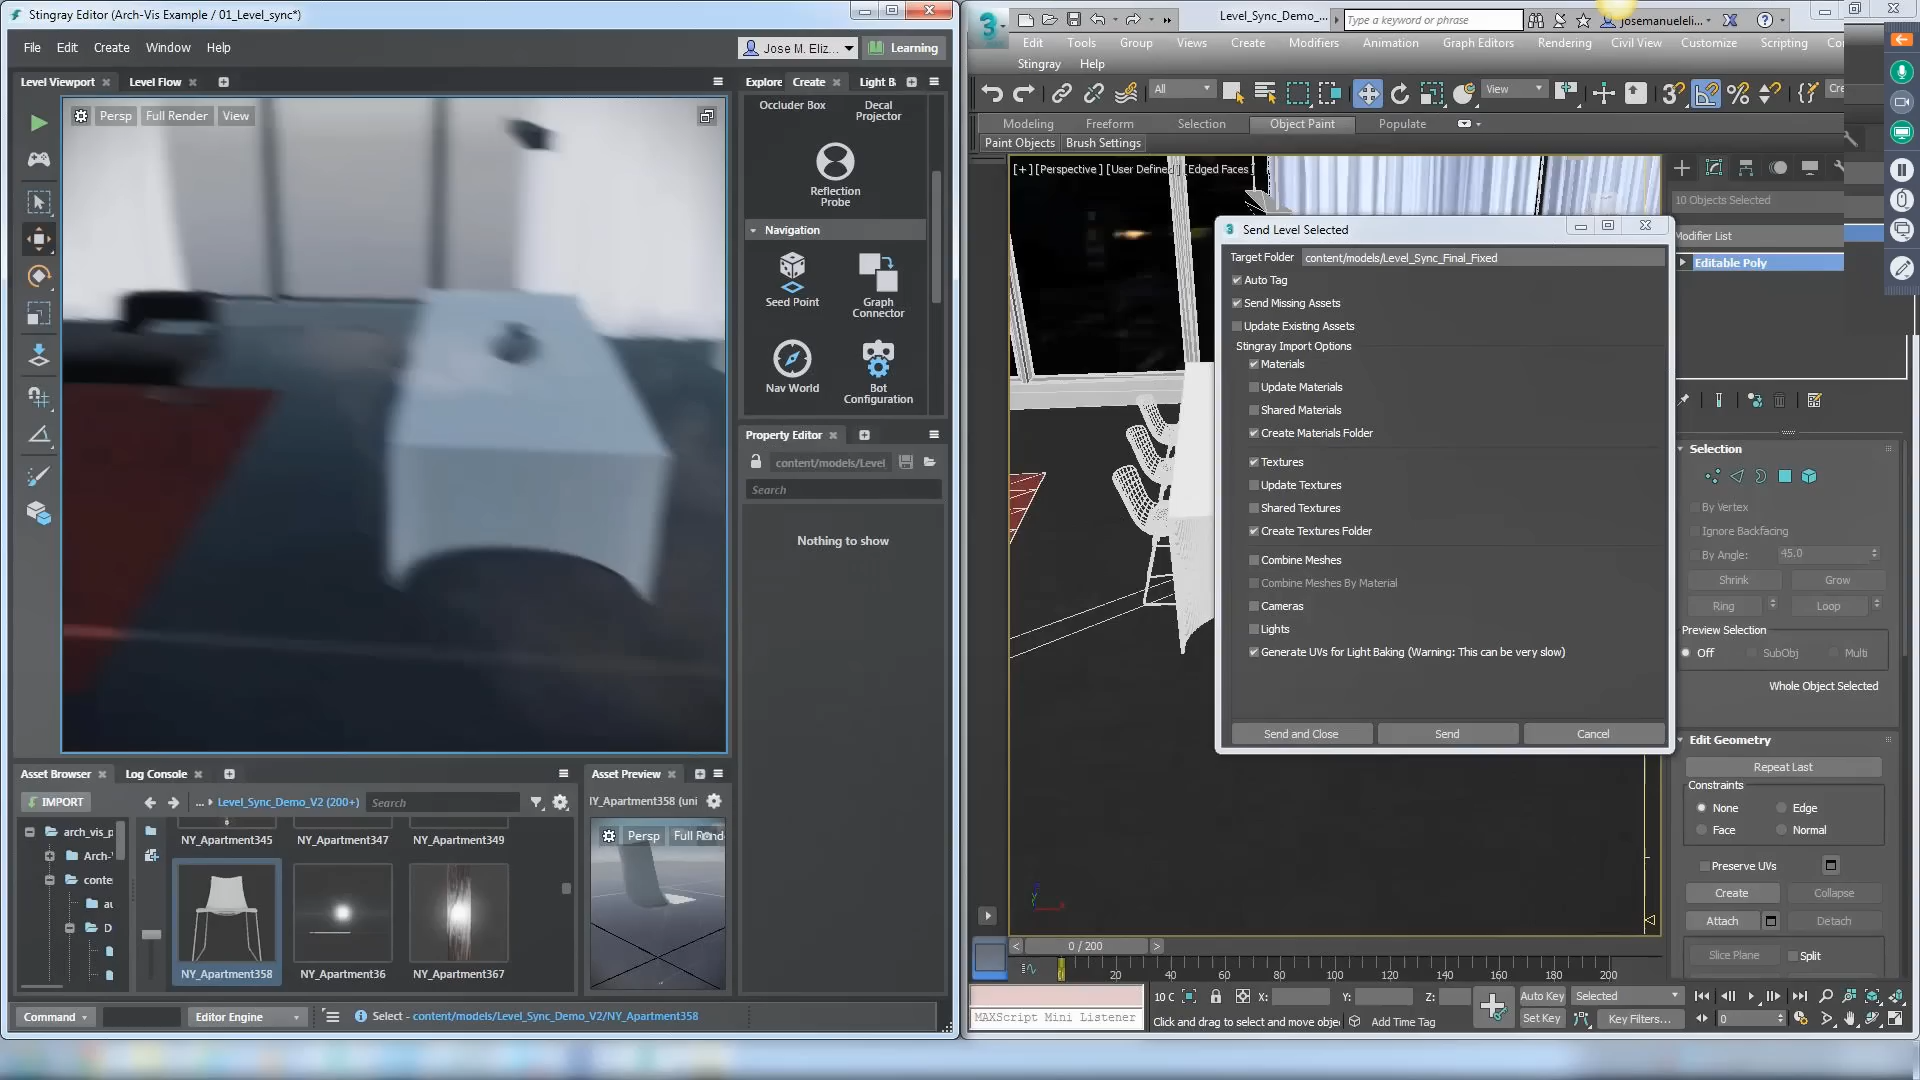 Stingray Editor (Arch-Vis Example / 01_Level_sync*)
File Edit Create Window Help
Jose M. Eliz...
Learning
Level Viewport
Level Flow
Persp
Full Render
View
Explore
Create
Light B
Occluder Box
Decal
Projector
Reflection
Probe
Navigation
Seed Point
Graph
Connector
Nav World
Bot
Configuration
Property Editor
content/models/Level
Search
Nothing to show
Asset Browser
Log Console
IMPORT
... Level_Sync_Demo_V2 (200+)
Search
arch_vis_p
Arch-
conte
au
D
NY_Apartment345
NY_Apartment347
NY_Apartment349
NY_Apartment358
NY_Apartment36
NY_Apartment367
Asset Preview
IY_Apartment358 (uni
Persp
Full Rend
Command
Editor Engine
Select - content/models/Level_Sync_Demo_V2/NY_Apartment358
3
Level_Sync_Demo_...
Type a keyword or phrase
josemanueleli...
Edit Tools Group Views Create Modifiers Animation Graph Editors Rendering Civil View Customize Scripting Co
Stingray Help
All
View
3
Cre
Modeling Freeform Selection Object Paint Populate
Paint Objects Brush Settings
[+] [Perspective ] [User Defined ] [Edged Faces ]
3 Send Level Selected
Target Folder content/models/Level_Sync_Final_Fixed
Auto Tag
Send Missing Assets
Update Existing Assets
Stingray Import Options
Materials
Update Materials
Shared Materials
Create Materials Folder
Textures
Update Textures
Shared Textures
Create Textures Folder
Combine Meshes
Combine Meshes By Material
Cameras
Lights
Generate UVs for Light Baking (Warning: This can be very slow)
Send and Close
Send
Cancel
10 Objects Selected
Modifier List
Editable Poly
Selection
By Vertex
Ignore Backfacing
By Angle: 45.0
Shrink
Grow
Ring
Loop
Preview Selection
Off SubObj Multi
Whole Object Selected
Edit Geometry
Repeat Last
Constraints
None Edge
Face Normal
Preserve UVs
Create
Collapse
Attach
Detach
Slice Plane
Split
< 0 / 200 >
20 40 60 80 100 120 140 160 180 200
MAXScript Mini Listener
10 C
X:
Y:
Z:
Click and drag to select and move objec
Add Time Tag
Auto Key
Selected
Set Key
Key Filters...
0